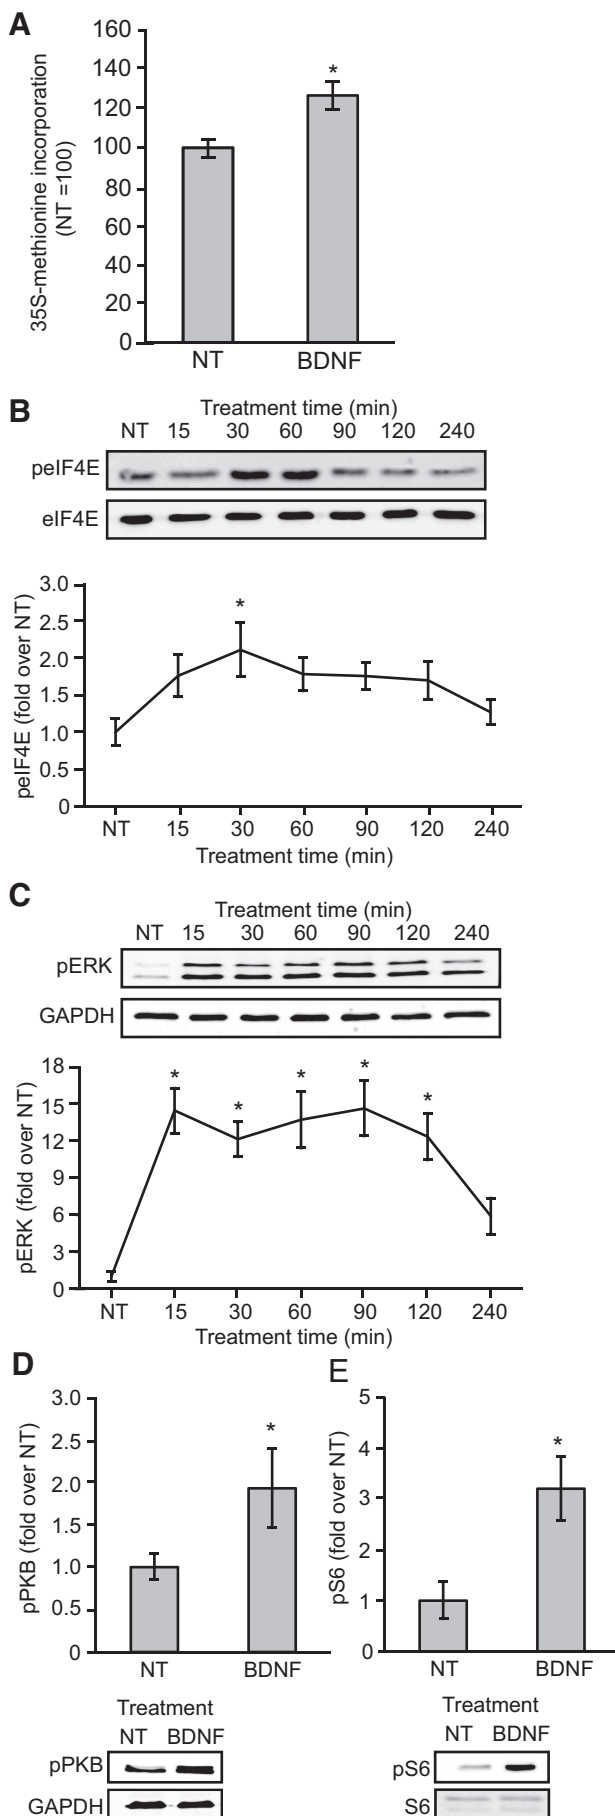 A
35S-methionine incorporation
(NT =100)
160
140
120
100
80
60
40
20
0
*
NT BDNF
B
Treatment time (min)
NT 15 30 60 90 120 240
peIF4E
eIF4E
peIF4E (fold over NT)
3.0
2.5
2.0
1.5
1.0
0.5
0
*
NT 15 30 60 90 120 240
Treatment time (min)
C
Treatment time (min)
NT 15 30 60 90 120 240
pERK
GAPDH
pERK (fold over NT)
18
15
12
9
6
3
0
* * * * *
NT 15 30 60 90 120 240
Treatment time (min)
D
pPKB (fold over NT)
3.0
2.5
2.0
1.5
1.0
0.5
0
*
NT BDNF
Treatment
NT BDNF
pPKB
GAPDH
E
pS6 (fold over NT)
5
4
3
2
1
0
*
NT BDNF
Treatment
NT BDNF
pS6
S6